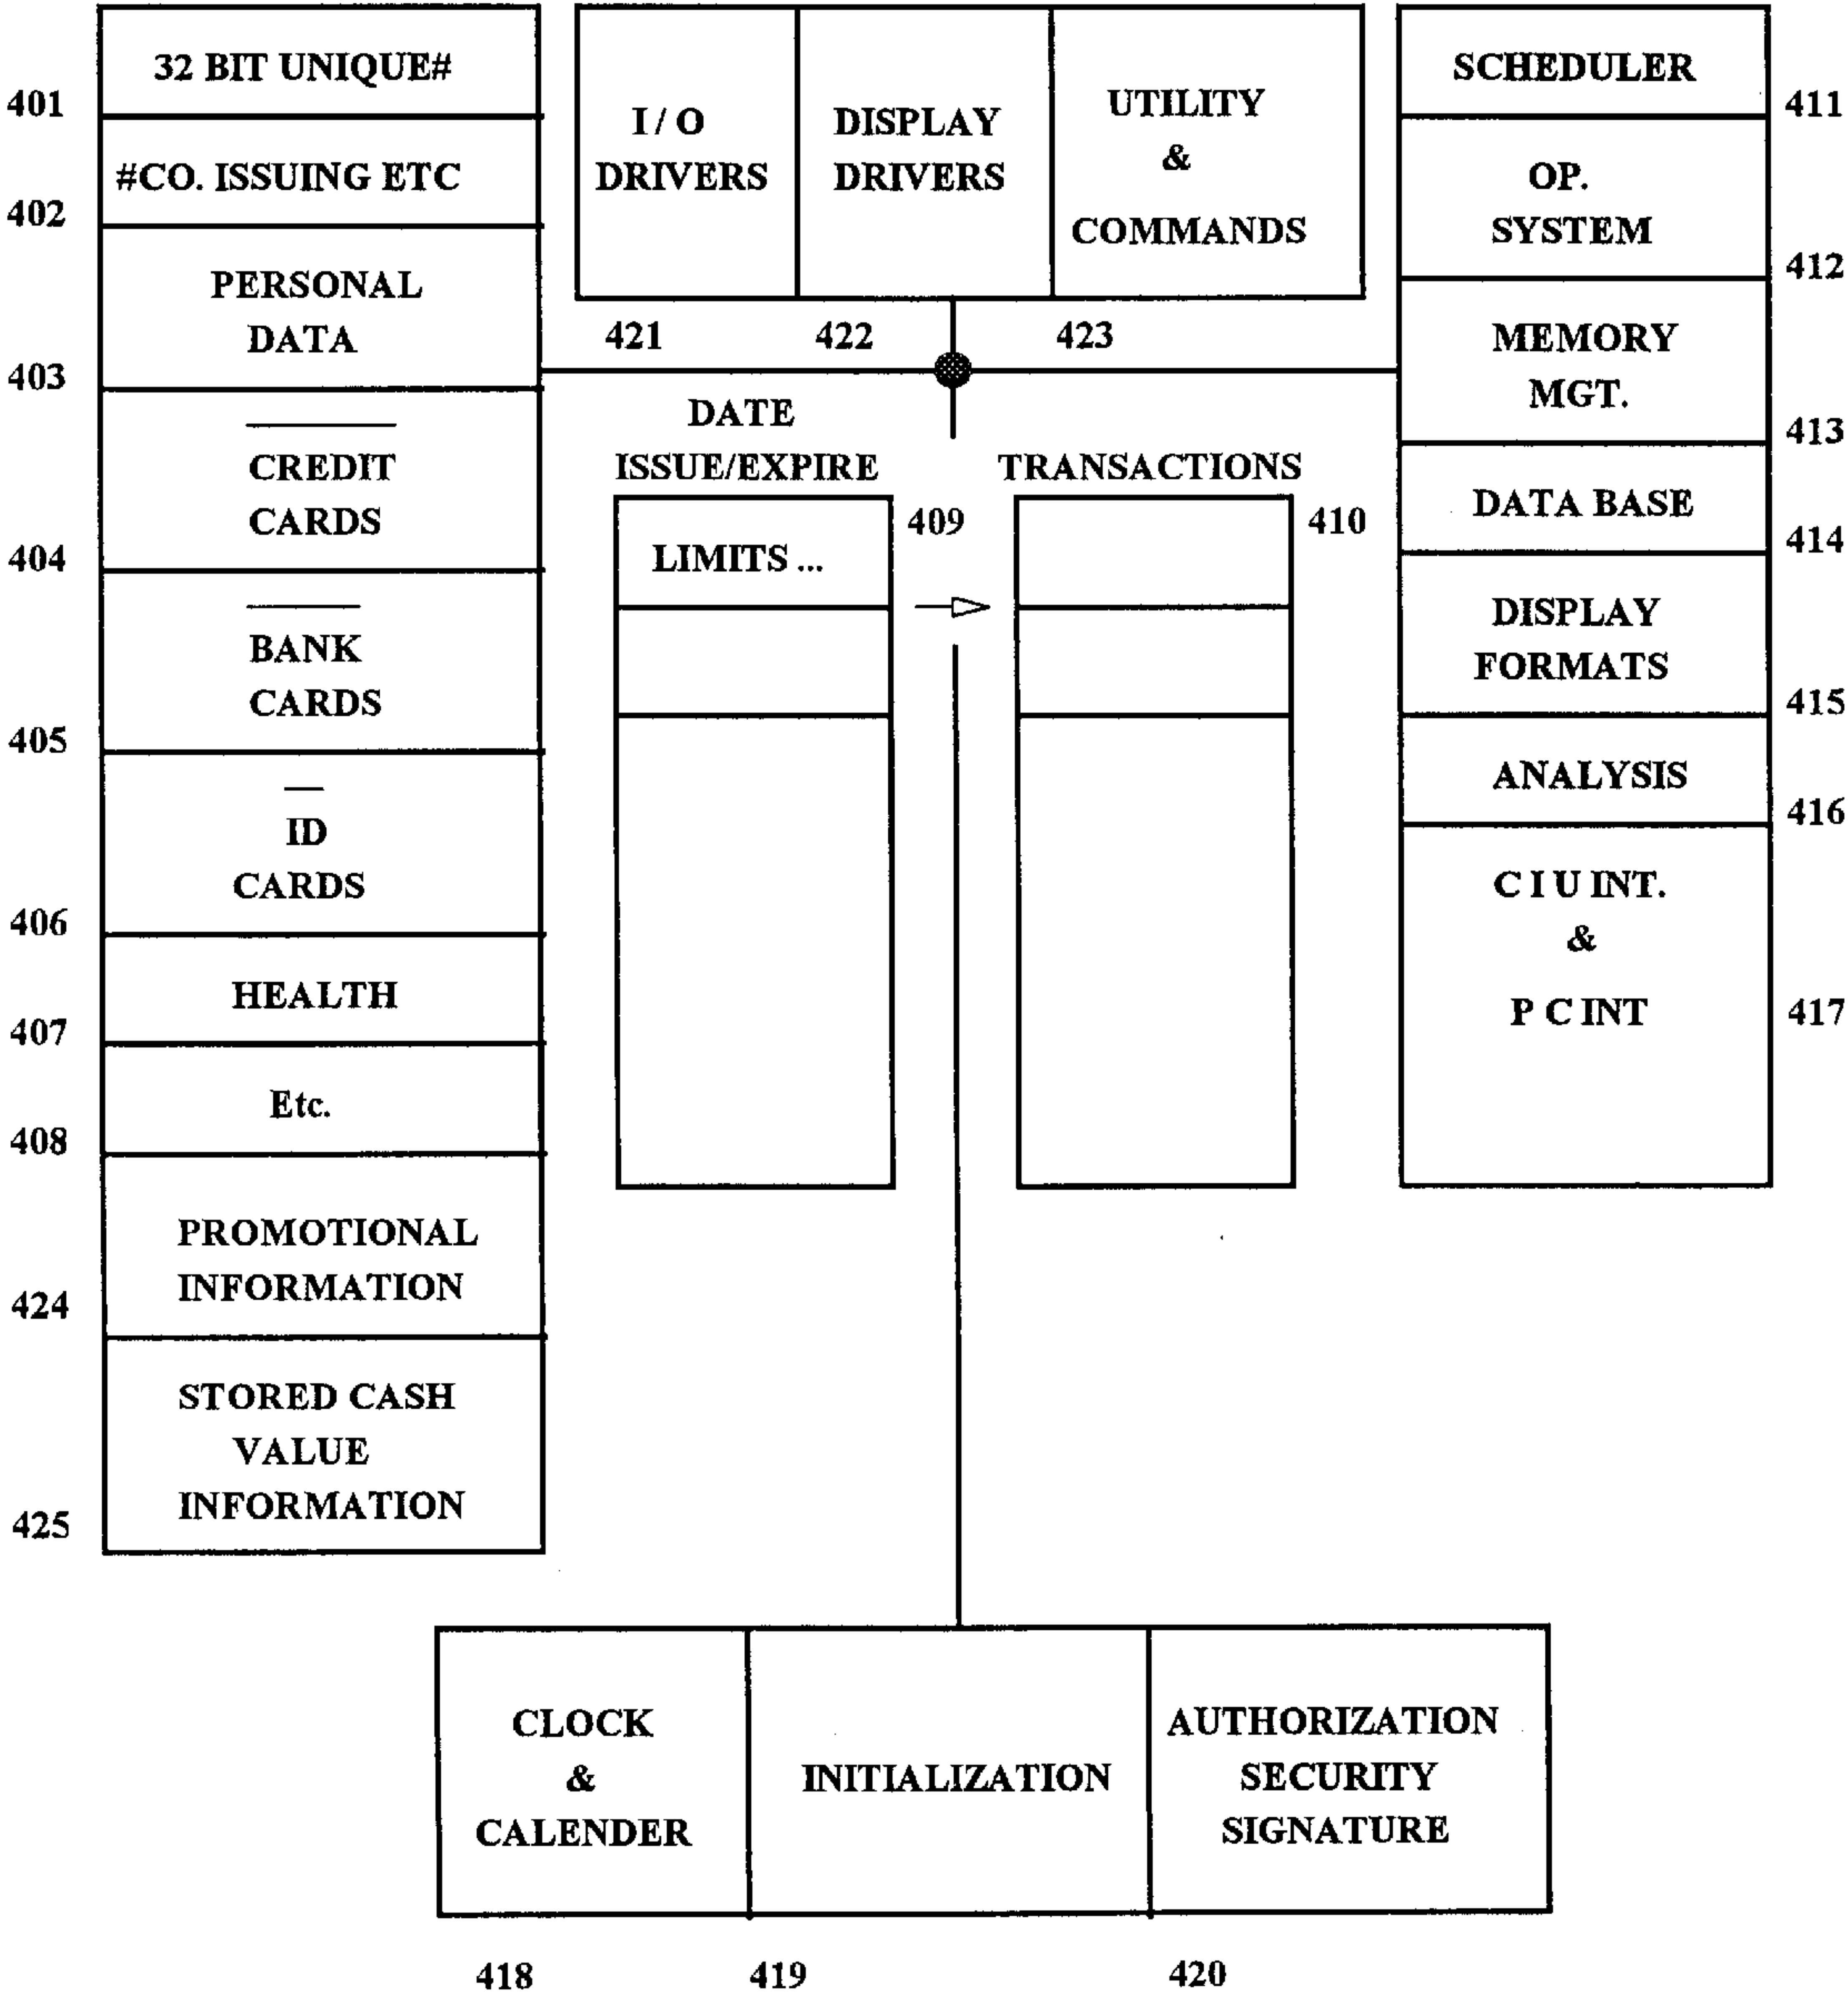 32 BIT UNIQUE#
401
#CO. ISSUING ETC
402
PERSONAL
DATA
403
CREDIT
CARDS
404
BANK
CARDS
405
ID
CARDS
406
HEALTH
407
Etc.
408
PROMOTIONAL
INFORMATION
424
STORED CASH
VALUE
INFORMATION
425
I / O
DRIVERS
DISPLAY
DRIVERS
UTILITY
&
COMMANDS
421
422
423
DATE
ISSUE/EXPIRE
LIMITS ...
409
TRANSACTIONS
410
SCHEDULER
411
OP.
SYSTEM
412
MEMORY
MGT.
413
DATA BASE
414
DISPLAY
FORMATS
415
ANALYSIS
416
C I U INT.
&
P C INT
417
CLOCK
&
CALENDER
INITIALIZATION
AUTHORIZATION
SECURITY
SIGNATURE
418
419
420